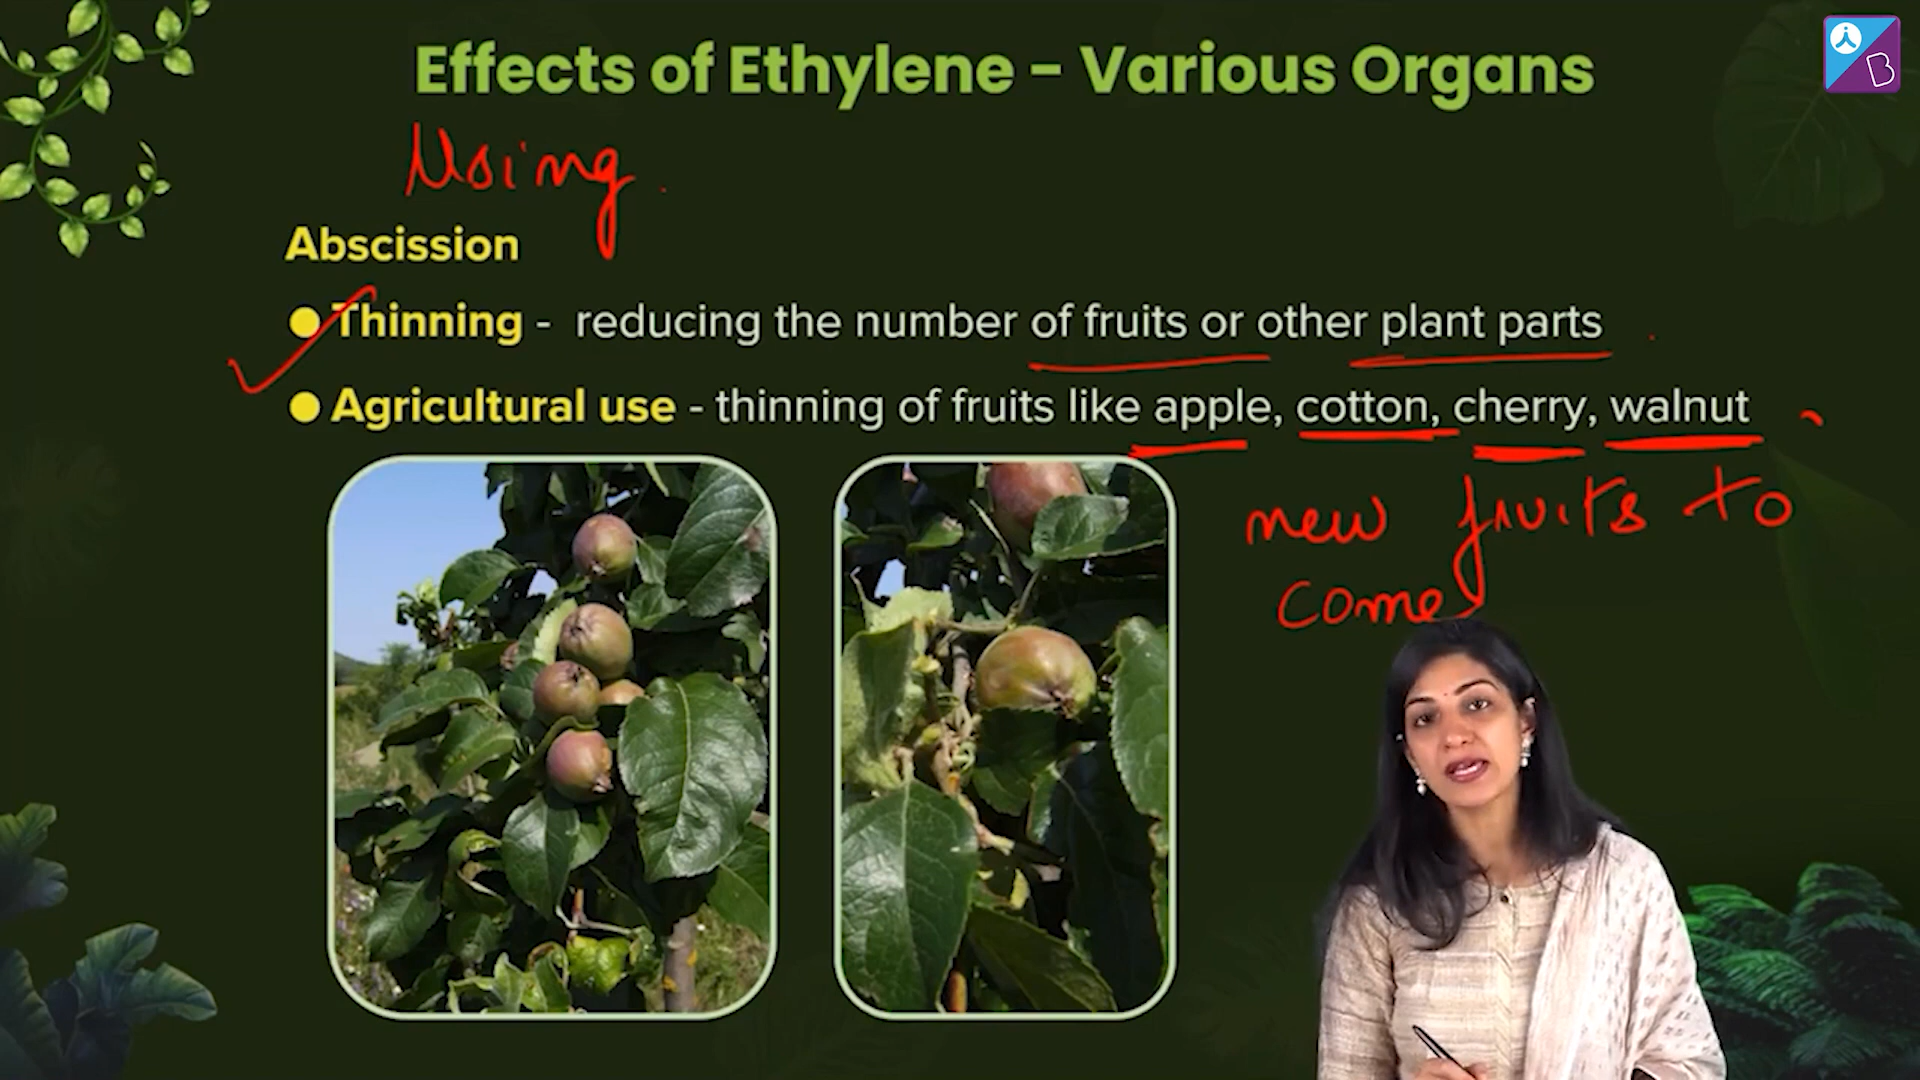 Effects of Ethylene - Various Organs
Using
Abscission
● Thinning - reducing the number of fruits or other plant parts
● Agricultural use - thinning of fruits like apple, cotton, cherry, walnut
new fruits to
come
B